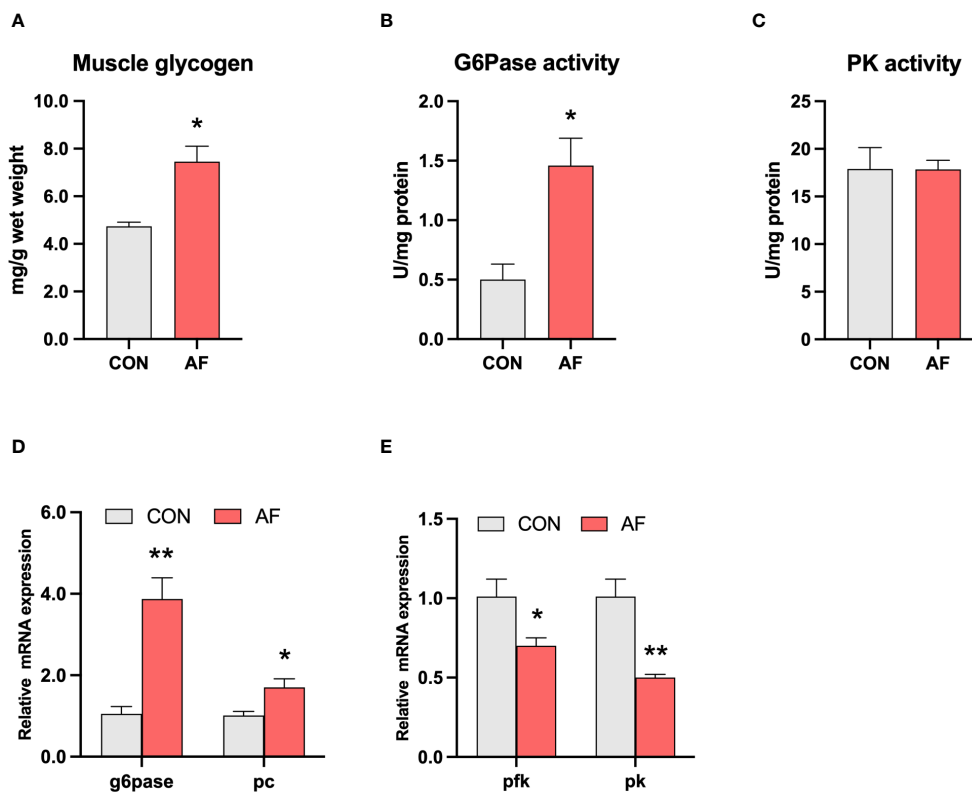 A
Muscle glycogen
mg/g wet weight
10.0
8.0
6.0
4.0
2.0
0.0
*
CON AF
B
G6Pase activity
U/mg protein
2.0
1.5
1.0
0.5
0.0
*
CON AF
C
PK activity
U/mg protein
25
20
15
10
5
0
CON AF
D
Relative mRNA expression
6.0
4.0
2.0
0.0
CON AF
**
*
g6pase pc
E
Relative mRNA expression
1.5
1.0
0.5
0.0
CON AF
*
**
pfk pk